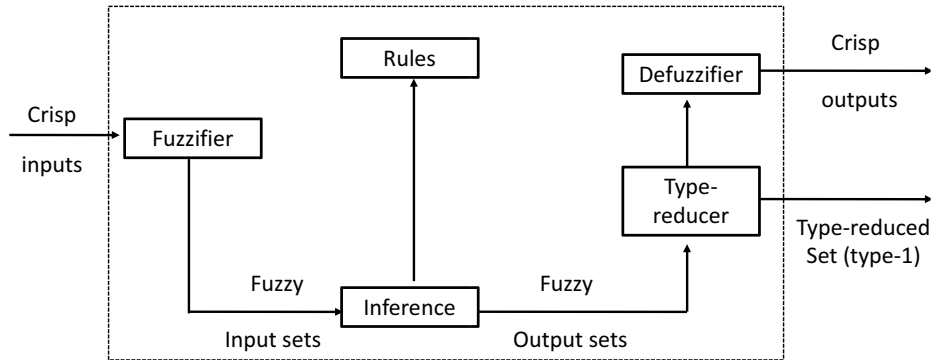 Crisp
inputs
Fuzzifier
Rules
Defuzzifier
Crisp
outputs
Type-
reducer
Type-reduced
Set (type-1)
Fuzzy
Input sets
Inference
Fuzzy
Output sets